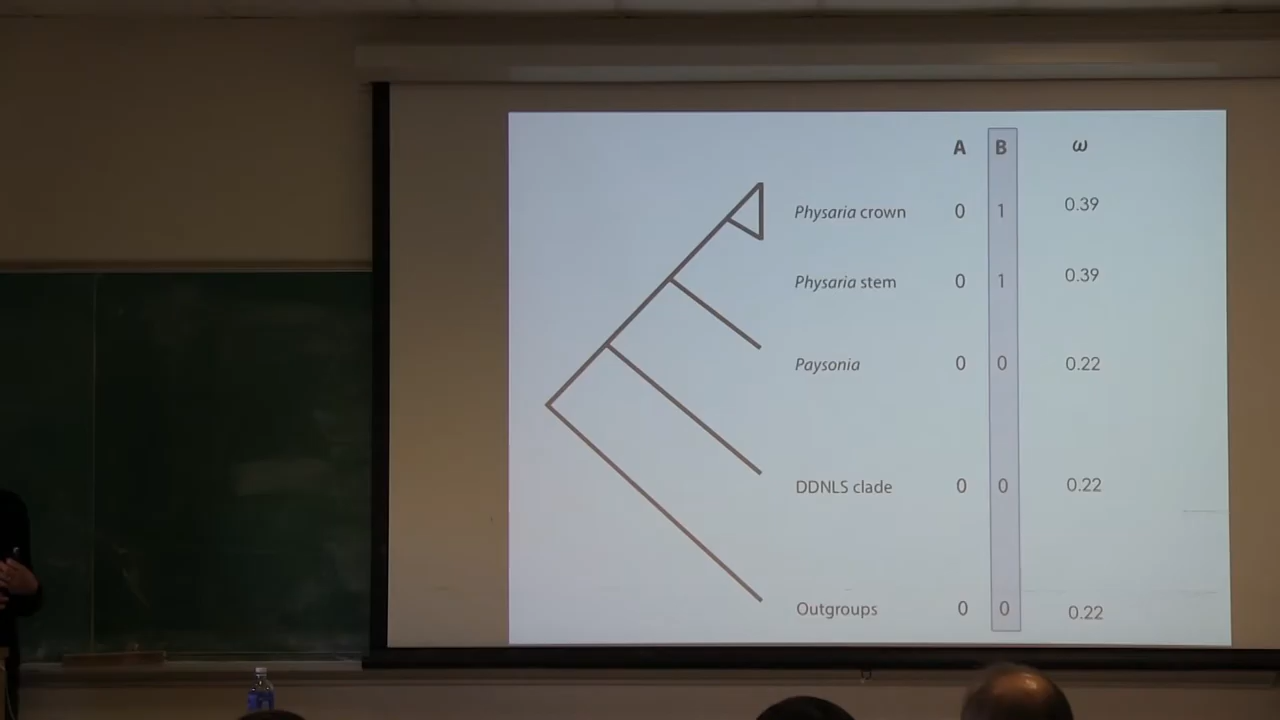 A B ω
Physaria crown 0 1 0.39
Physaria stem 0 1 0.39
Paysonia 0 0 0.22
DDNLS clade 0 0 0.22
Outgroups 0 0 0.22